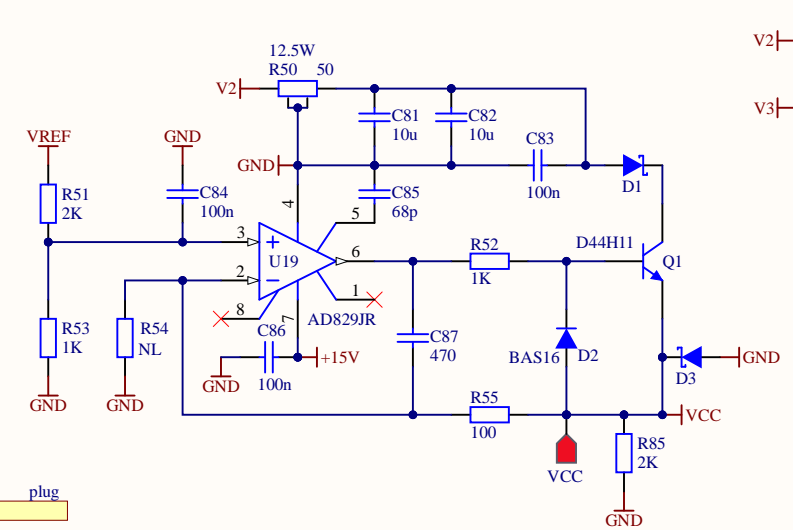 12.5W
R50 50
V2
V2
V3
C81
10u
C82
10u
C83
100n
VREF
GND
GND
D1
R51
2K
C84
100n
C85
68p
4
5
3
2
6
1
8
7
U19
AD829JR
D44H11
Q1
R52
1K
R53
1K
R54
NL
C86
100n
+15V
GND
C87
470
BAS16
D2
D3
GND
GND
GND
R55
100
VCC
VCC
R85
2K
GND
plug